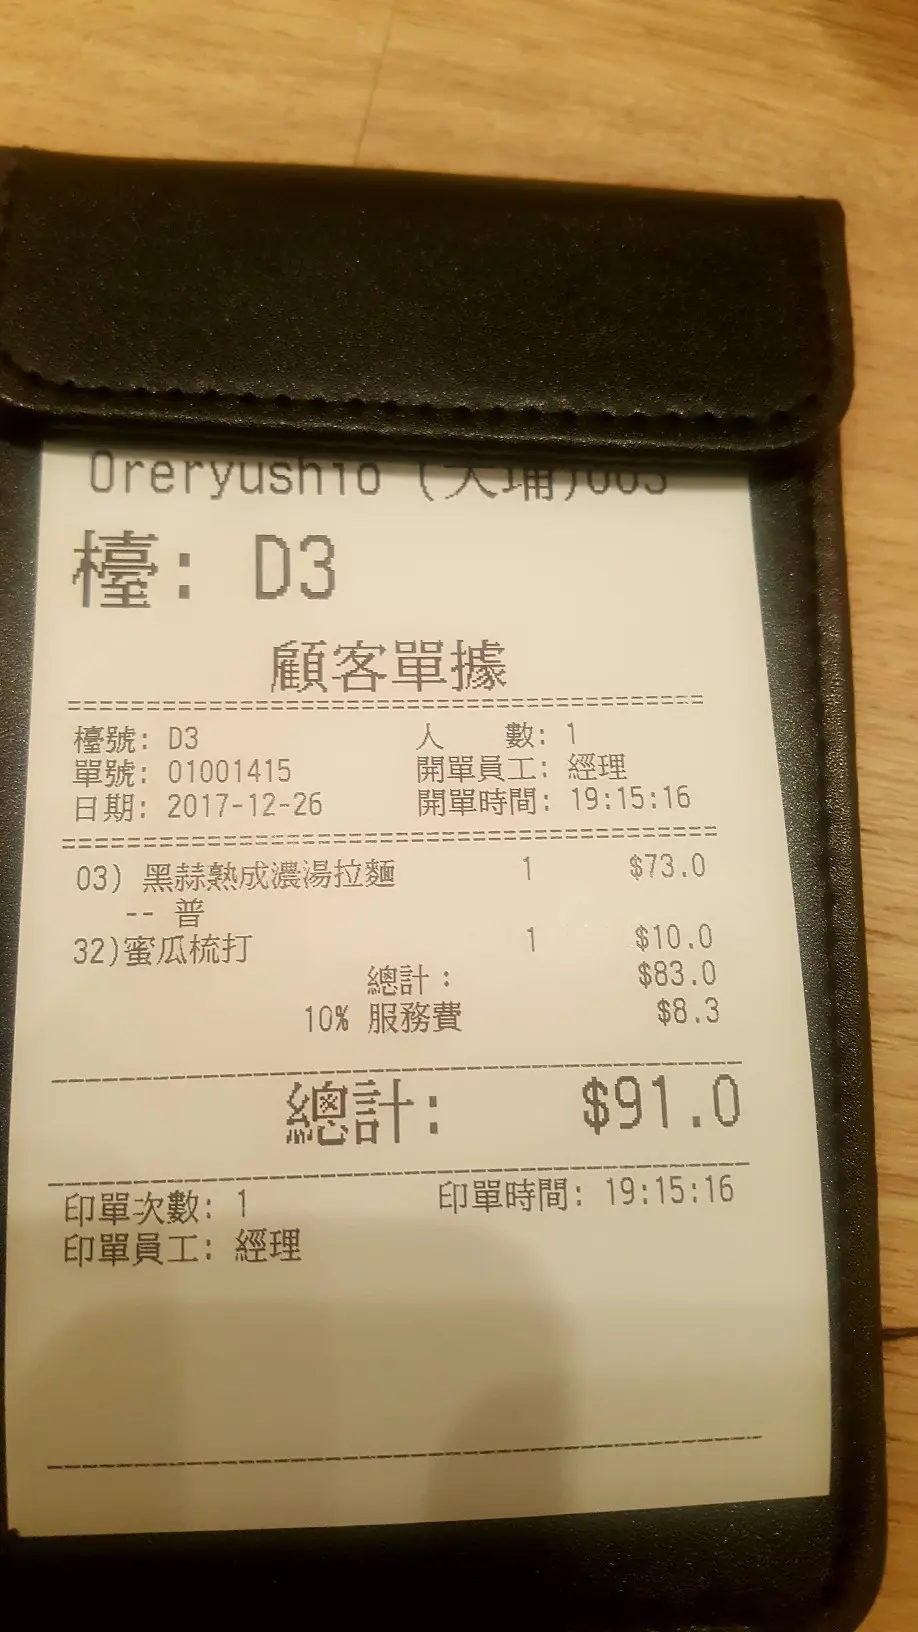 Oreryushio (大埔)003
檯: D3
顧客單據
檯號: D3 人 數: 1
單號: 01001415 開單員工: 經理
日期: 2017-12-26 開單時間: 19:15:16
03) 黑蒜熟成濃湯拉麵 1 $73.0
-- 普
32)蜜瓜梳打 1 $10.0
總計: $83.0
10% 服務費 $8.3
總計: $91.0
印單次數: 1 印單時間: 19:15:16
印單員工: 經理